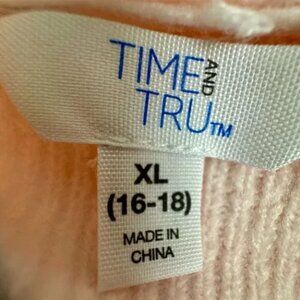 TIME AND
TRU™
XL
(16-18)
MADE IN
CHINA